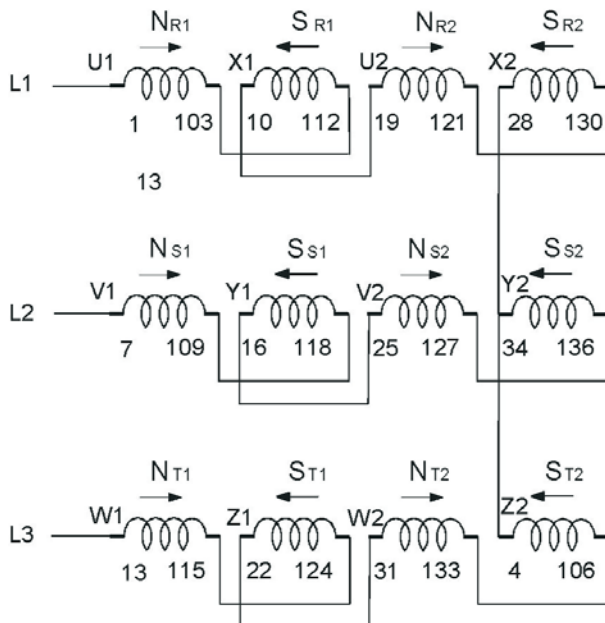 NR1 SR1 NR2 SR2
L1 U1 X1 U2 X2
1 103 10 112 19 121 28 130
13
NS1 SS1 NS2 SS2
L2 V1 Y1 V2 Y2
7 109 16 118 25 127 34 136
NT1 ST1 NT2 ST2
L3 W1 Z1 W2 Z2
13 115 22 124 31 133 4 106